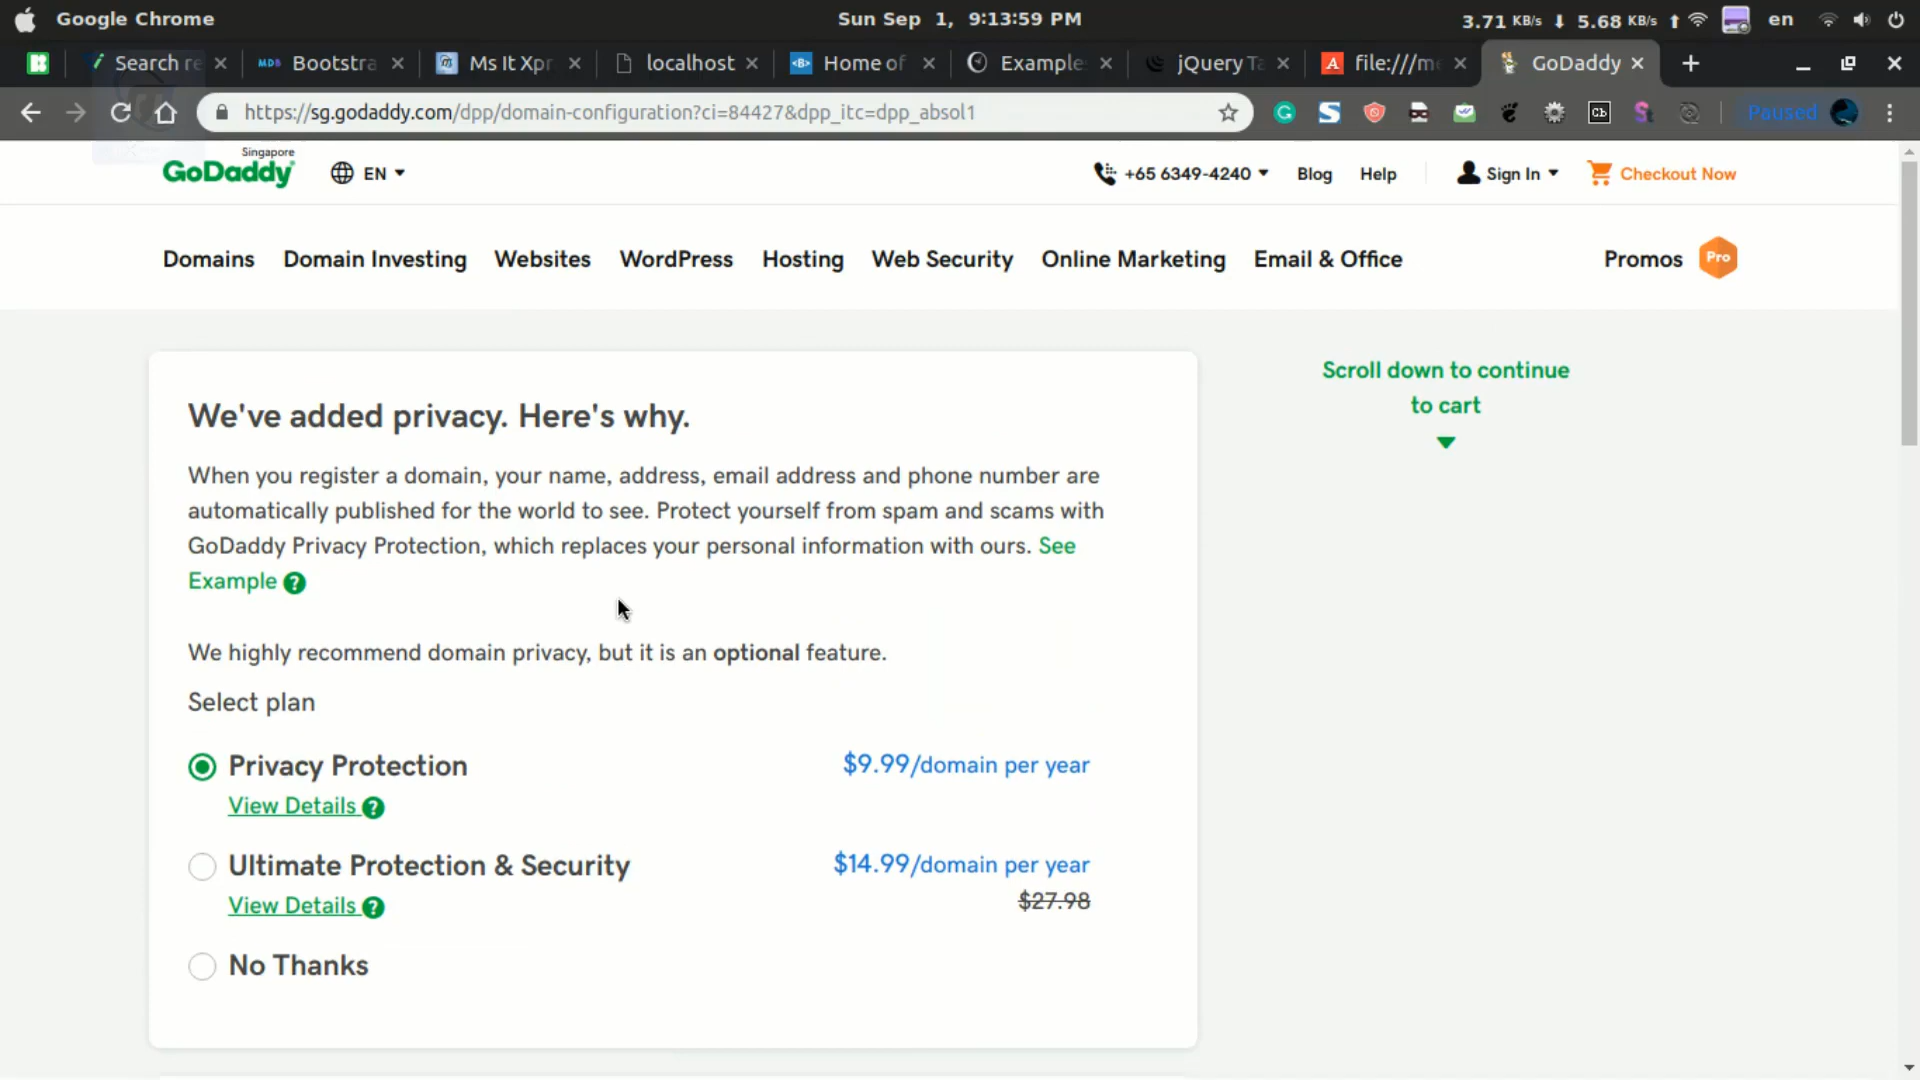 Google Chrome
Sun Sep 1, 9:13:59 PM
3.71 KB/s 5.68 KB/s en
Search re
MDB Bootstra
Ms It Xpr
localhost
Home of
Example
jQuery Ta
file:///me
GoDaddy
https://sg.godaddy.com/dpp/domain-configuration?ci=84427&dpp_itc=dpp_absol1
Paused
Singapore
GoDaddy
EN
+65 6349-4240
Blog
Help
Sign In
Checkout Now
Domains
Domain Investing
Websites
WordPress
Hosting
Web Security
Online Marketing
Email & Office
Promos
Pro
We've added privacy. Here's why.
When you register a domain, your name, address, email address and phone number are
automatically published for the world to see. Protect yourself from spam and scams with
GoDaddy Privacy Protection, which replaces your personal information with ours. See
Example ?
We highly recommend domain privacy, but it is an optional feature.
Select plan
Privacy Protection
$9.99/domain per year
View Details ?
Ultimate Protection & Security
$14.99/domain per year
View Details ?
$27.98
No Thanks
Scroll down to continue
to cart